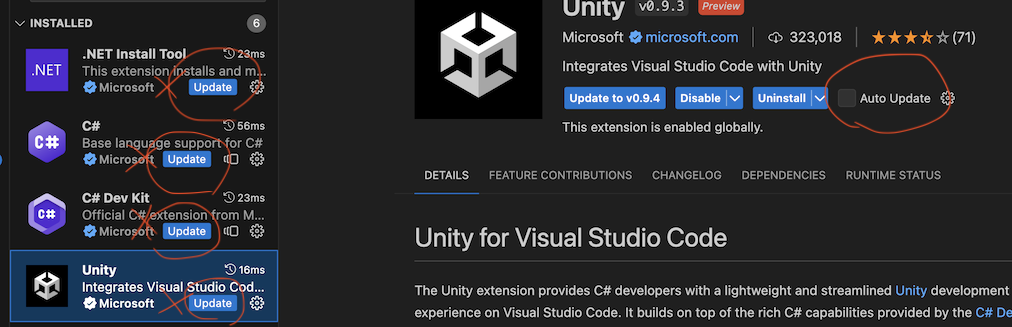 INSTALLED 6
.NET
.NET Install Tool 23ms
This extension installs and m...
Microsoft Update
C#
C# 56ms
Base language support for C#
Microsoft Update
C#
C# Dev Kit 23ms
Official C# extension from M...
Microsoft Update
Unity 16ms
Integrates Visual Studio Cod...
Microsoft Update
Unity v0.9.3 Preview
Microsoft microsoft.com 323,018 (71)
Integrates Visual Studio Code with Unity
Update to v0.9.4 Disable Uninstall Auto Update
This extension is enabled globally.
DETAILS FEATURE CONTRIBUTIONS CHANGELOG DEPENDENCIES RUNTIME STATUS
Unity for Visual Studio Code
The Unity extension provides C# developers with a lightweight and streamlined Unity development
experience on Visual Studio Code. It builds on top of the rich C# capabilities provided by the C# De